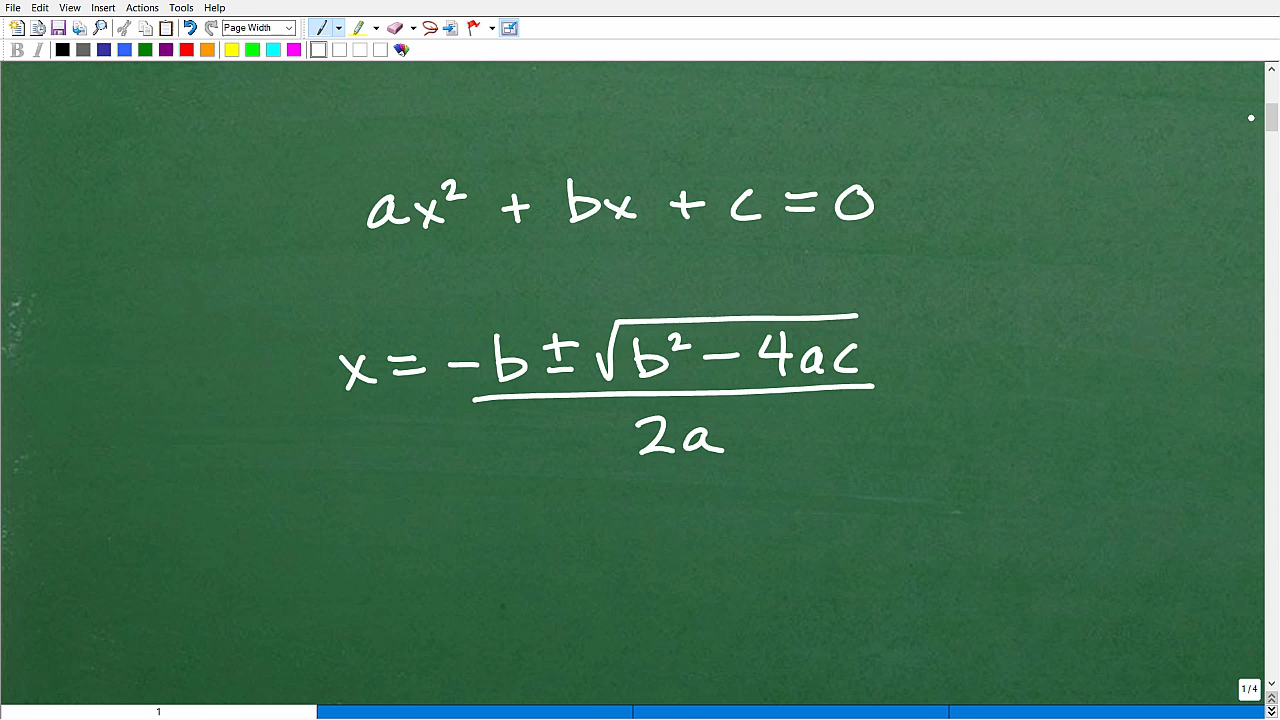 File Edit View Insert Actions Tools Help
Page Width
B I
ax² + bx + c = 0
x = -b ± √b² - 4ac
2a
1 / 4
1